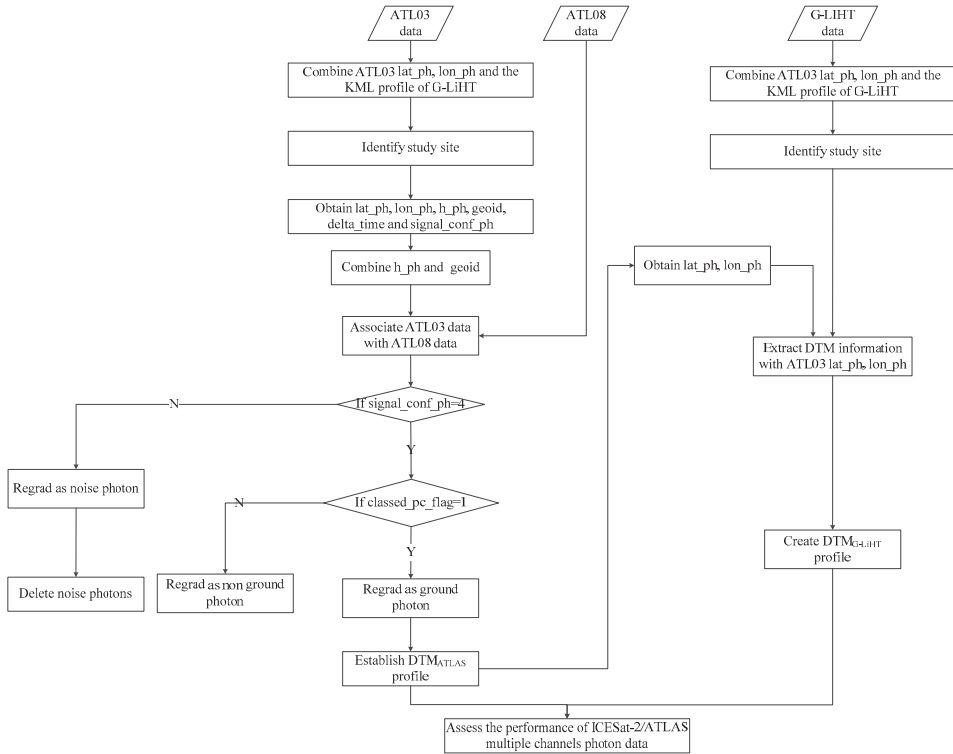 ATL03
data
ATL08
data
G-LIHT
data
Combine ATL03 lat_ph, lon_ph and the
KML profile of G-LiHT
Combine ATL03 lat_ph, lon_ph and the
KML profile of G-LiHT
Identify study site
Identify study site
Obtain lat_ph, lon_ph, h_ph, geoid,
delta_time and signal_conf_ph
Combine h_ph and geoid
Obtain lat_ph, lon_ph
Associate ATL03 data
with ATL08 data
Extract DTM information
with ATL03 lat_ph, lon_ph
N
If signal_conf_ph=4
Y
Regrad as noise photon
N
If classed_pc_flag=1
Y
Create DTMG-LiHT
profile
Delete noise photons
Regrad as non ground
photon
Regrad as ground
photon
Establish DTMATLAS
profile
Assess the performance of ICESat-2/ATLAS
multiple channels photon data